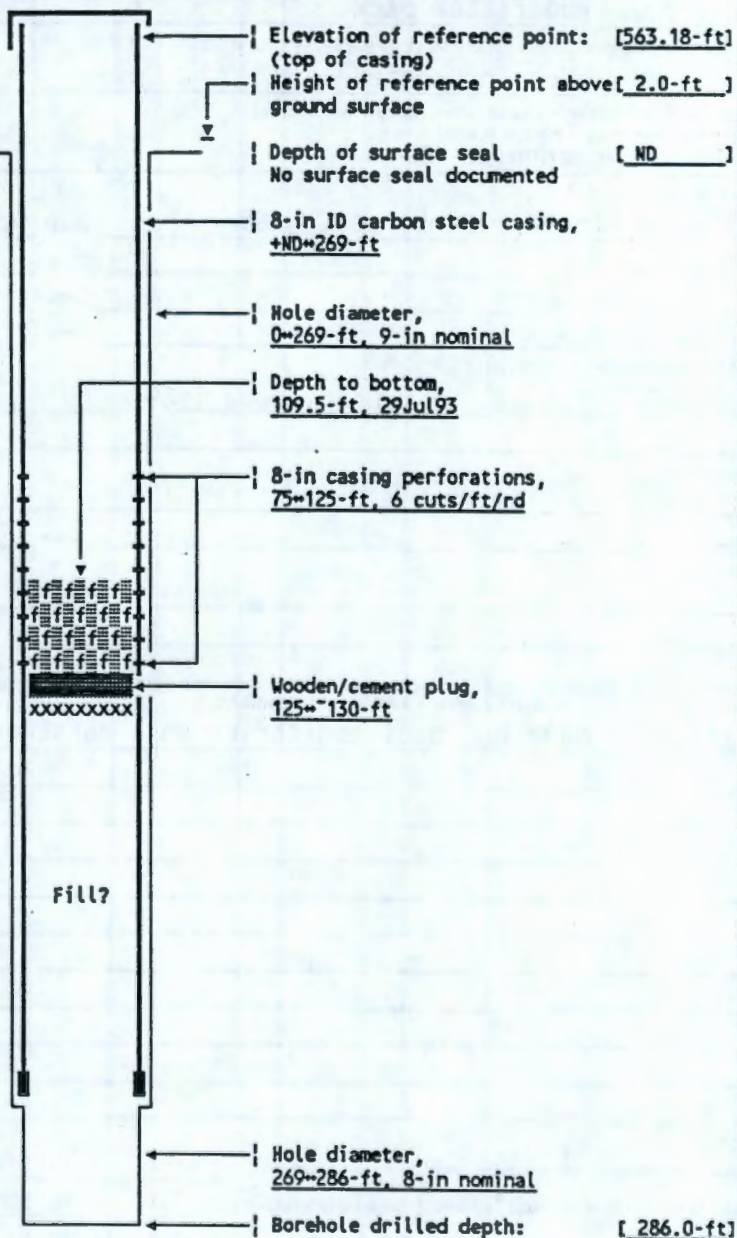 Elevation of reference point: [563.18-ft]
(top of casing)
Height of reference point above[ 2.0-ft ]
ground surface
Depth of surface seal [ ND ]
No surface seal documented
8-in ID carbon steel casing,
+ND↔269-ft
Hole diameter,
0↔269-ft, 9-in nominal
Depth to bottom,
109.5-ft, 29Jul93
8-in casing perforations,
75↔125-ft, 6 cuts/ft/rd
f f f f f
f f f f f
f f f f f
f f f f f
Wooden/cement plug,
125↔~130-ft
xxxxxxxxx
Fill?
Hole diameter,
269↔286-ft, 8-in nominal
Borehole drilled depth: [ 286.0-ft]